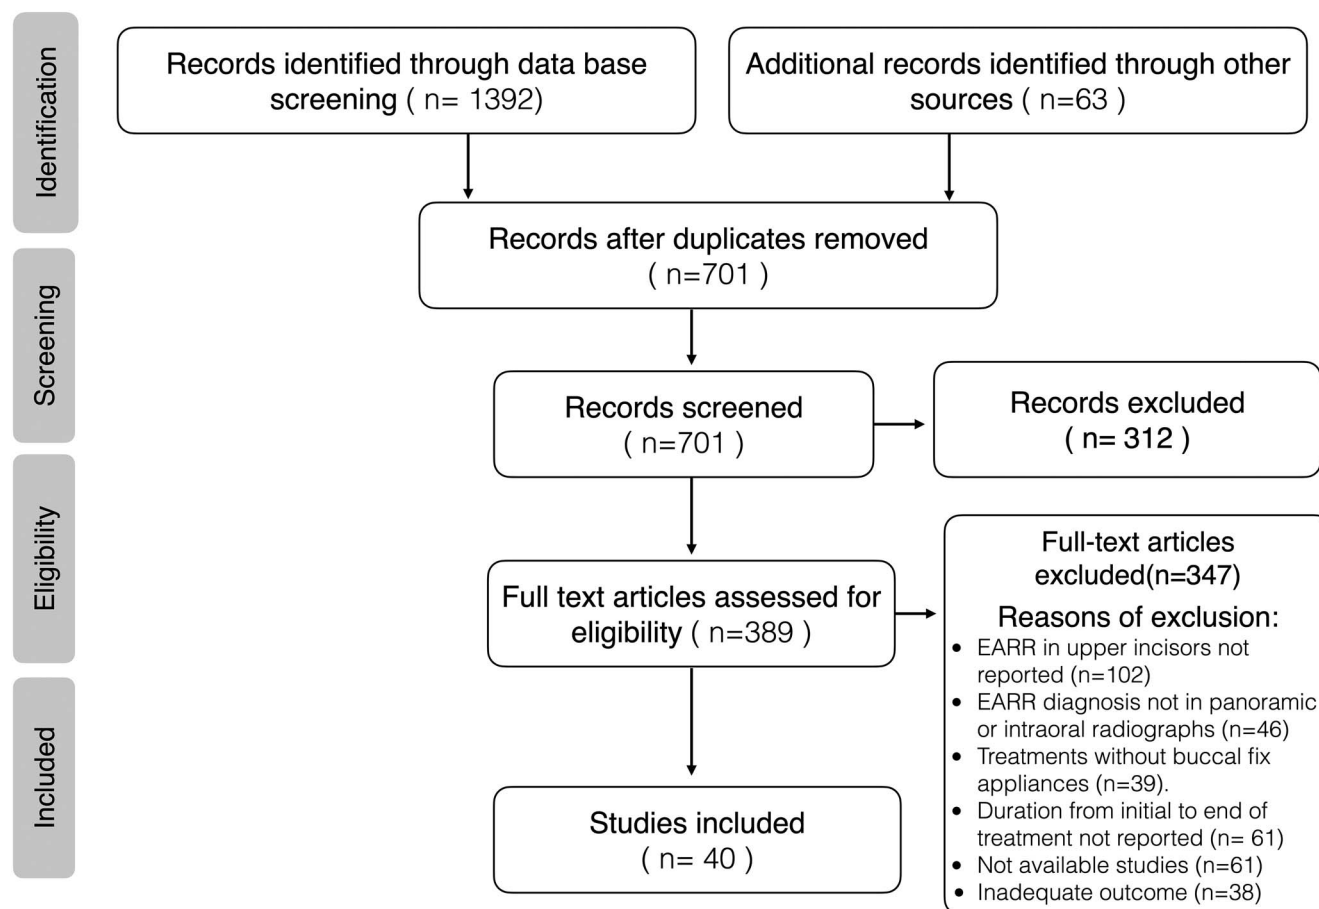 Identification
Records identified through data base
screening ( n= 1392)
Additional records identified through other
sources ( n=63 )
Records after duplicates removed
( n=701 )
Screening
Records screened
( n=701 )
Records excluded
( n= 312 )
Eligibility
Full text articles assessed for
eligibility ( n=389 )
Full-text articles
excluded(n=347)
Reasons of exclusion:
• EARR in upper incisors not
reported (n=102)
• EARR diagnosis not in panoramic
or intraoral radiographs (n=46)
• Treatments without buccal fix
appliances (n=39).
• Duration from initial to end of
treatment not reported (n= 61)
• Not available studies (n=61)
• Inadequate outcome (n=38)
Included
Studies included
( n= 40 )